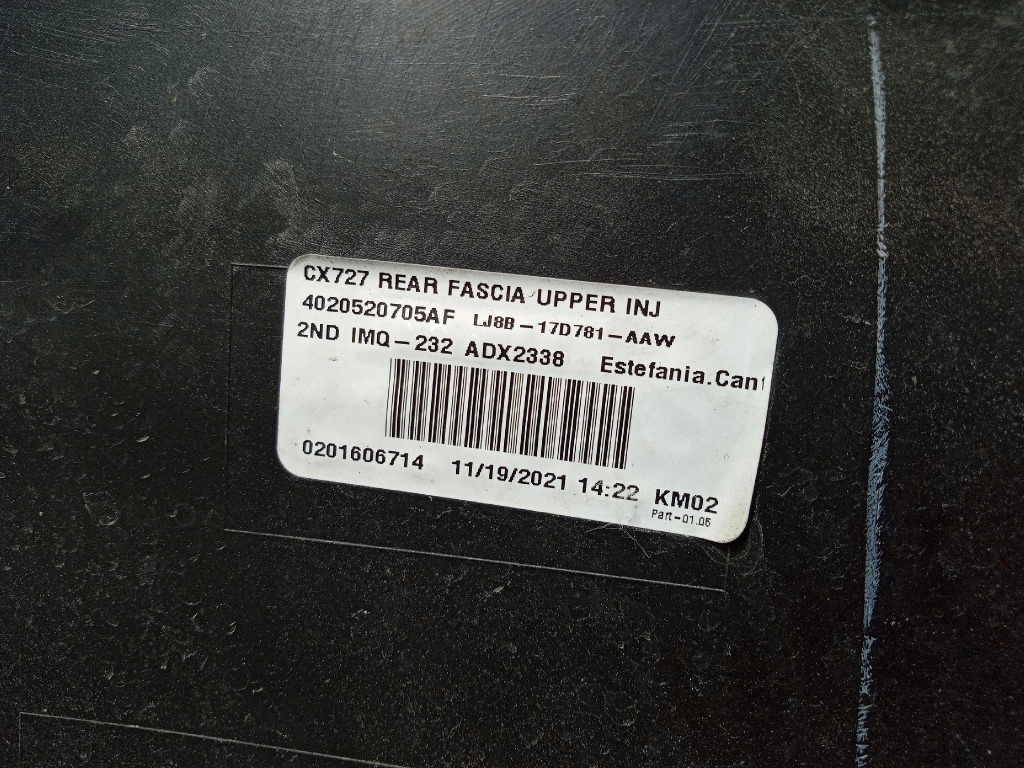 CX727 REAR FASCIA UPPER INJ
4020520705AF LJ8B-17D781-AAW
2ND IMQ-232 ADX2338 Estefania.Cant
0201606714 11/19/2021 14:22 KM02
Part-01.05